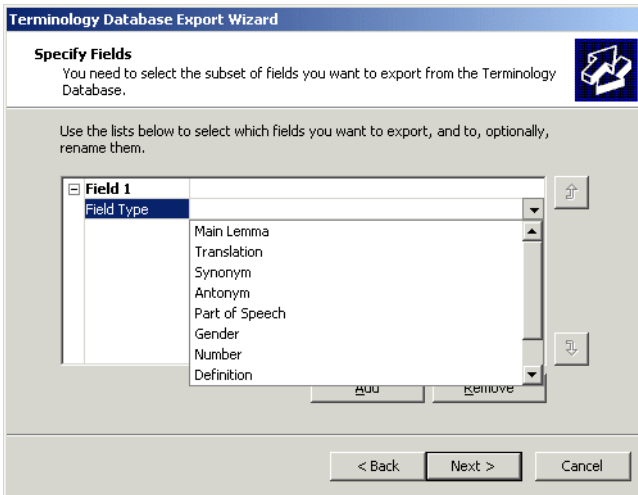 Terminology Database Export Wizard
Specify Fields
You need to select the subset of fields you want to export from the Terminology
Database.
Use the lists below to select which fields you want to export, and to, optionally,
rename them.
Field 1
Field Type
Main Lemma
Translation
Synonym
Antonym
Part of Speech
Gender
Number
Definition
Add Remove
< Back Next > Cancel